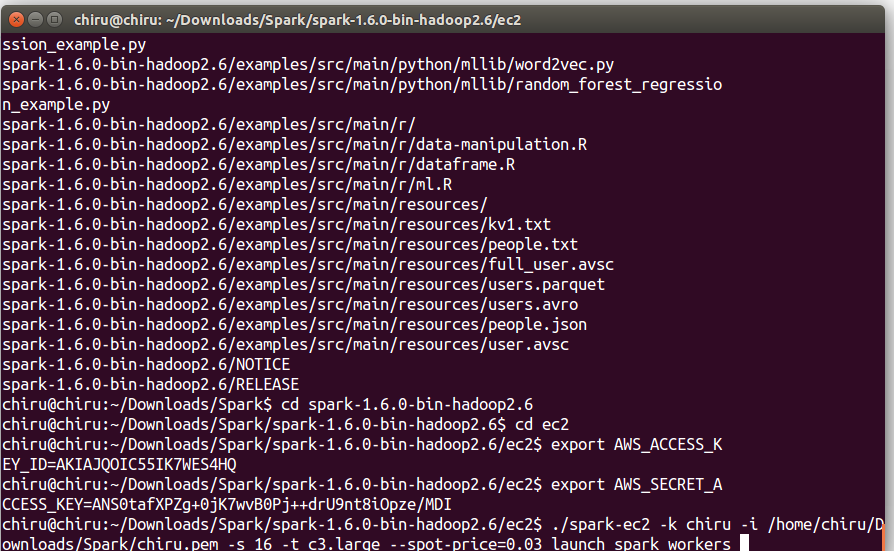 chiru@chiru: ~/Downloads/Spark/spark-1.6.0-bin-hadoop2.6/ec2
ssion_example.py
spark-1.6.0-bin-hadoop2.6/examples/src/main/python/mllib/word2vec.py
spark-1.6.0-bin-hadoop2.6/examples/src/main/python/mllib/random_forest_regressio
n_example.py
spark-1.6.0-bin-hadoop2.6/examples/src/main/r/
spark-1.6.0-bin-hadoop2.6/examples/src/main/r/data-manipulation.R
spark-1.6.0-bin-hadoop2.6/examples/src/main/r/dataframe.R
spark-1.6.0-bin-hadoop2.6/examples/src/main/r/ml.R
spark-1.6.0-bin-hadoop2.6/examples/src/main/resources/
spark-1.6.0-bin-hadoop2.6/examples/src/main/resources/kv1.txt
spark-1.6.0-bin-hadoop2.6/examples/src/main/resources/people.txt
spark-1.6.0-bin-hadoop2.6/examples/src/main/resources/full_user.avsc
spark-1.6.0-bin-hadoop2.6/examples/src/main/resources/users.parquet
spark-1.6.0-bin-hadoop2.6/examples/src/main/resources/users.avro
spark-1.6.0-bin-hadoop2.6/examples/src/main/resources/people.json
spark-1.6.0-bin-hadoop2.6/examples/src/main/resources/user.avsc
spark-1.6.0-bin-hadoop2.6/NOTICE
spark-1.6.0-bin-hadoop2.6/RELEASE
chiru@chiru:~/Downloads/Spark$ cd spark-1.6.0-bin-hadoop2.6
chiru@chiru:~/Downloads/Spark/spark-1.6.0-bin-hadoop2.6$ cd ec2
chiru@chiru:~/Downloads/Spark/spark-1.6.0-bin-hadoop2.6/ec2$ export AWS_ACCESS_K
EY_ID=AKIAJQOIC55IK7WES4HQ
chiru@chiru:~/Downloads/Spark/spark-1.6.0-bin-hadoop2.6/ec2$ export AWS_SECRET_A
CCESS_KEY=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
chiru@chiru:~/Downloads/Spark/spark-1.6.0-bin-hadoop2.6/ec2$ ./spark-ec2 -k chiru -i /home/chiru/D
ownloads/Spark/chiru.pem -s 16 -t c3.large --spot-price=0.03 launch spark_workers